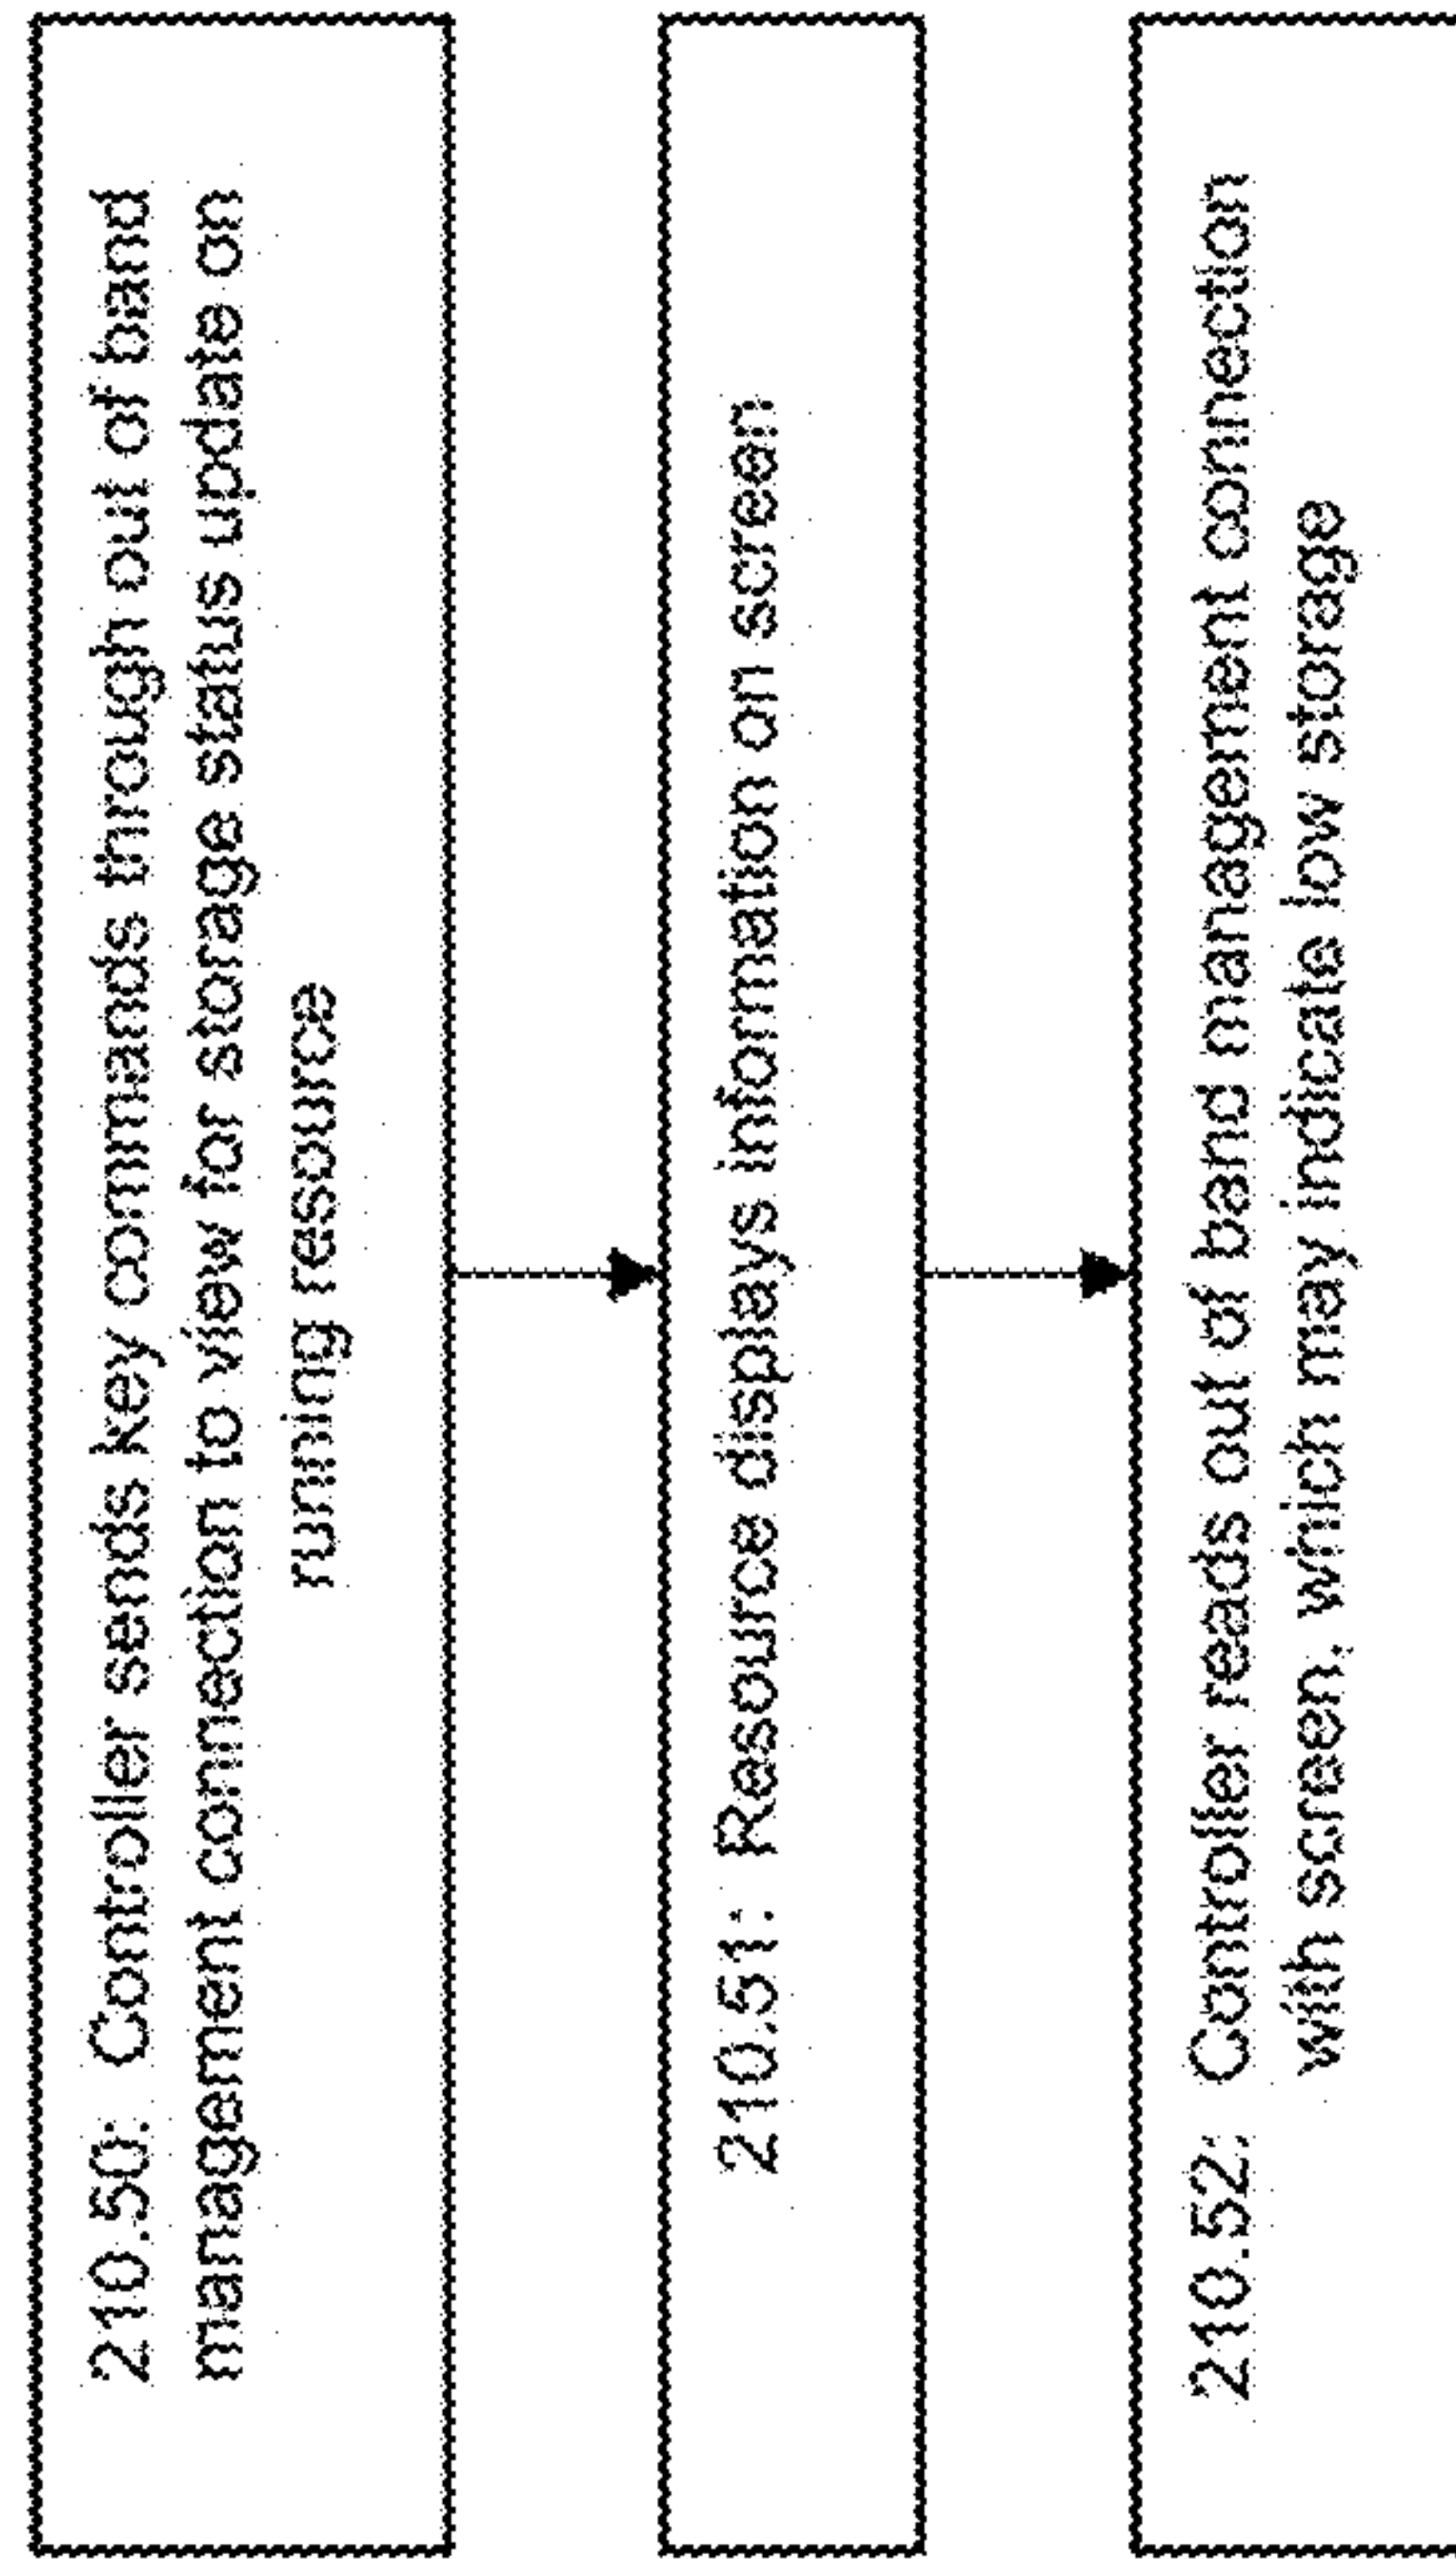 210.50: Controller sends key commands through out of band
management connection to view for storage status update on
running resource
210.51: Resource displays information on screen
210.52: Controller reads out of band management connection
with screen, which may indicate low storage